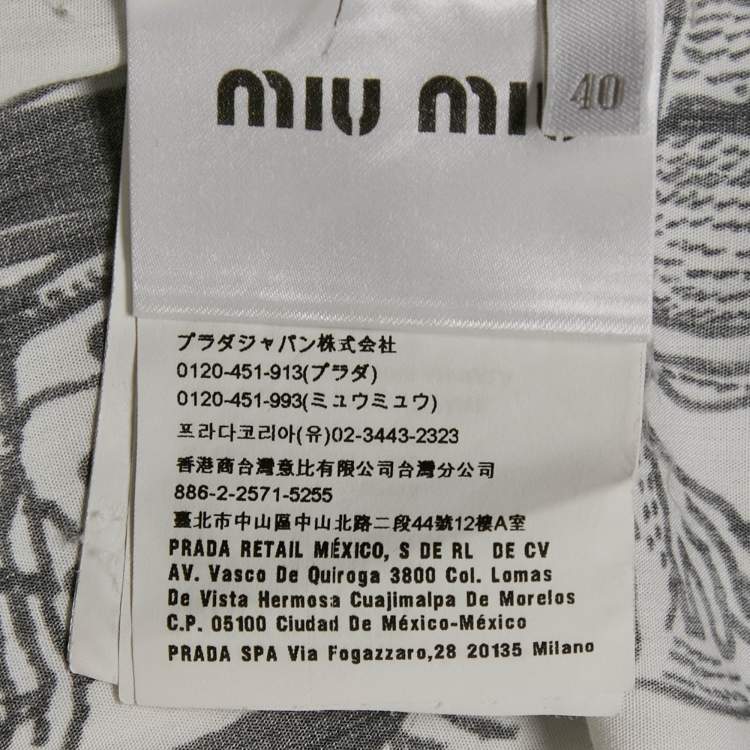 miu mi
40
プラダジャパン株式会社
0120-451-913(プラダ)
0120-451-993(ミュウミュウ)
프라다코리아(유)02-3443-2323
香港商台灣意比有限公司台灣分公司
886-2-2571-5255
臺北市中山區中山北路二段44號12樓A室
PRADA RETAIL MÉXICO, S DE RL DE CV
AV. Vasco De Quiroga 3800 Col. Lomas
De Vista Hermosa Cuajimalpa De Morelos
C.P. 05100 Ciudad De México-México
PRADA SPA Via Fogazzaro,28 20135 Milano